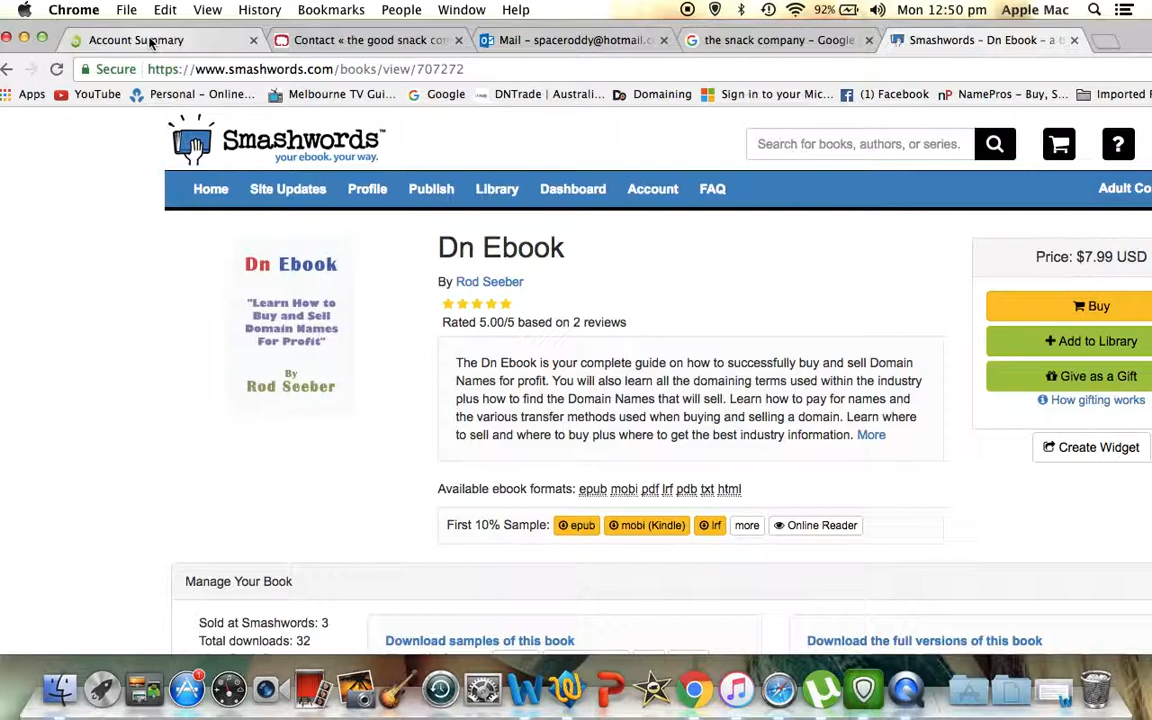 Chrome File Edit View History Bookmarks People Window Help 92% Mon 12:50 pm Apple Mac
Account Summary Contact « the good snack co Mail – spaceroddy@hotmail.c the snack company - Google Smashwords – Dn Ebook – a b
Secure https://www.smashwords.com/books/view/707272
Apps YouTube Personal – Online... Melbourne TV Gui... Google DNTrade | Australi... Domaining Sign in to your Mic... (1) Facebook NamePros - Buy, S... Imported F
Smashwords™
your ebook. your way.
Search for books, authors, or series.
?
Home Site Updates Profile Publish Library Dashboard Account FAQ Adult Co
Dn Ebook
"Learn How to
Buy and Sell
Domain Names
For Profit"
By
Rod Seeber
Dn Ebook
By Rod Seeber
Rated 5.00/5 based on 2 reviews
The Dn Ebook is your complete guide on how to successfully buy and sell Domain
Names for profit. You will also learn all the domaining terms used within the industry
plus how to find the Domain Names that will sell. Learn how to pay for names and
the various transfer methods used when buying and selling a domain. Learn where
to sell and where to buy plus where to get the best industry information. More
Available ebook formats: epub mobi pdf lrf pdb txt html
First 10% Sample: epub mobi (Kindle) lrf more Online Reader
Price: $7.99 USD
Buy
Add to Library
Give as a Gift
How gifting works
Create Widget
Manage Your Book
Sold at Smashwords: 3
Total downloads: 32
Download samples of this book
Download the full versions of this book